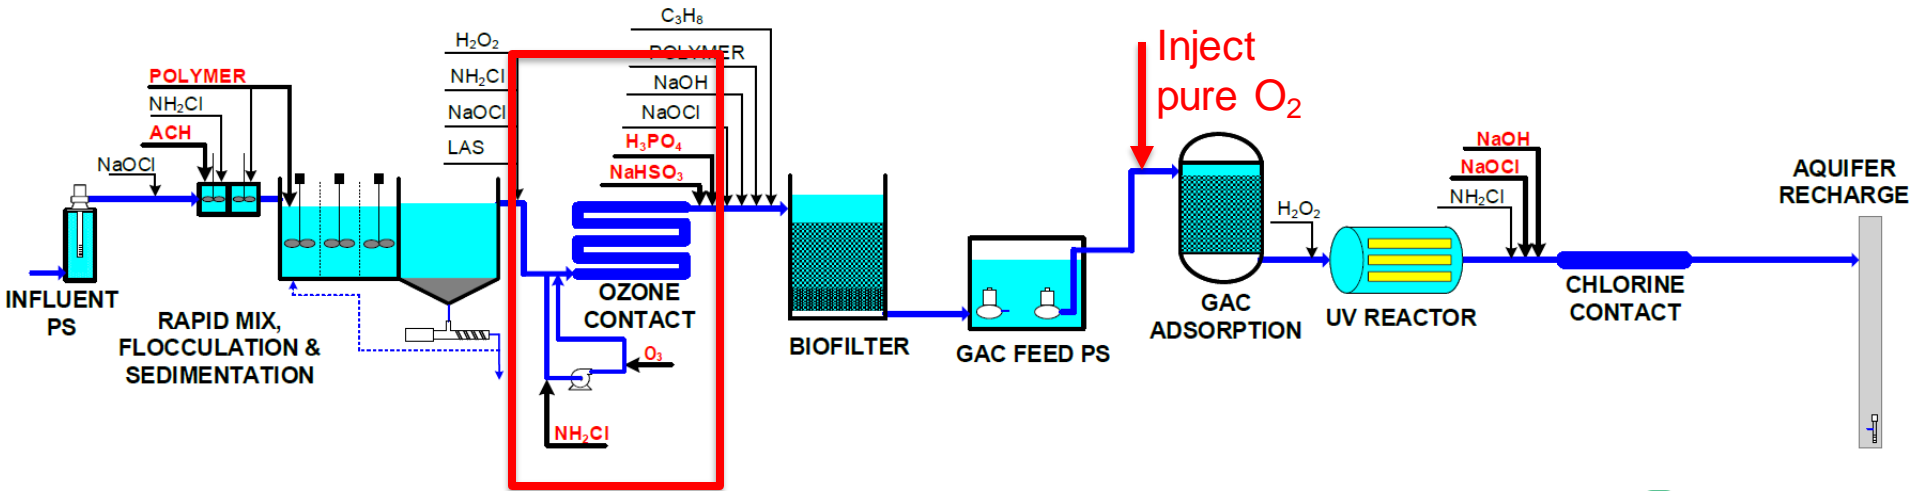 POLYMER
NH₂Cl
ACH
NaOCl
INFLUENT
PS
RAPID MIX,
FLOCCULATION &
SEDIMENTATION
H₂O₂
NH₂Cl
NaOCl
LAS
C₃H₈
POLYMER
NaOH
NaOCl
H₃PO₄
NaHSO₃
OZONE
CONTACT
O₃
NH₂Cl
BIOFILTER
GAC FEED PS
Inject
pure O₂
GAC
ADSORPTION
H₂O₂
UV REACTOR
NaOH
NaOCl
NH₂Cl
CHLORINE
CONTACT
AQUIFER
RECHARGE